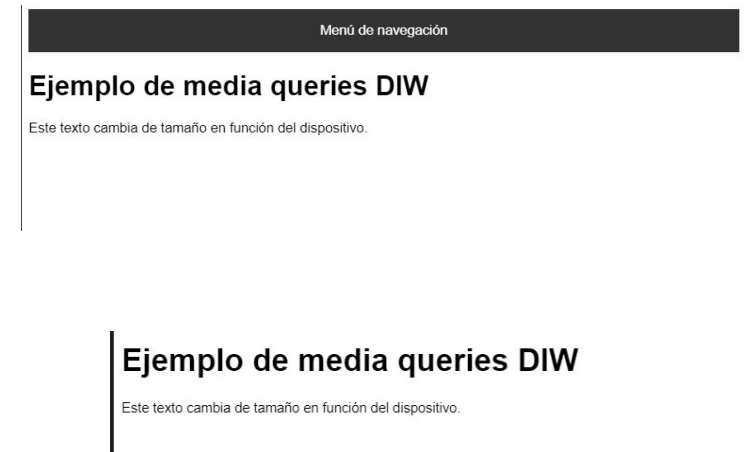 Menú de navegación
Ejemplo de media queries DIW
Este texto cambia de tamaño en función del dispositivo.
Ejemplo de media queries DIW
Este texto cambia de tamaño en función del dispositivo.